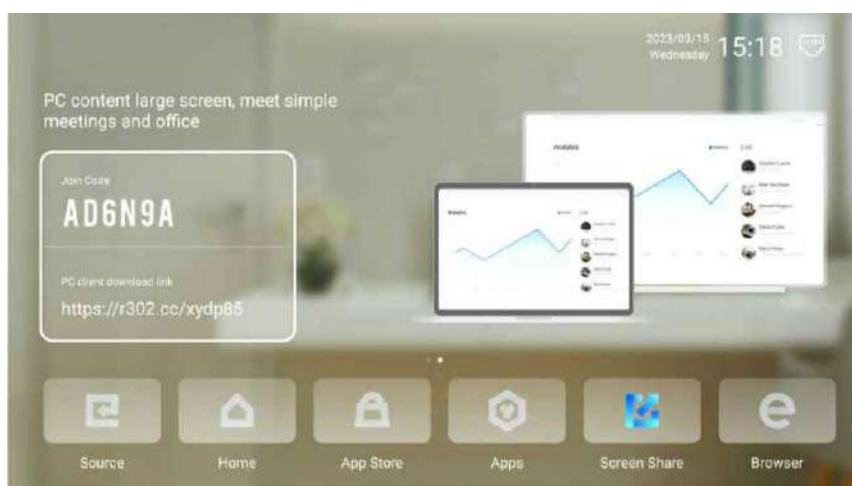 2023/03/15
Wednesday
15:18
PC content large screen, meet simple
meetings and office
Join Code
AD6N9A
PC client download link
https://r302.cc/xydp85
Analytics
Analytics
Source
Home
App Store
Apps
Screen Share
Browser